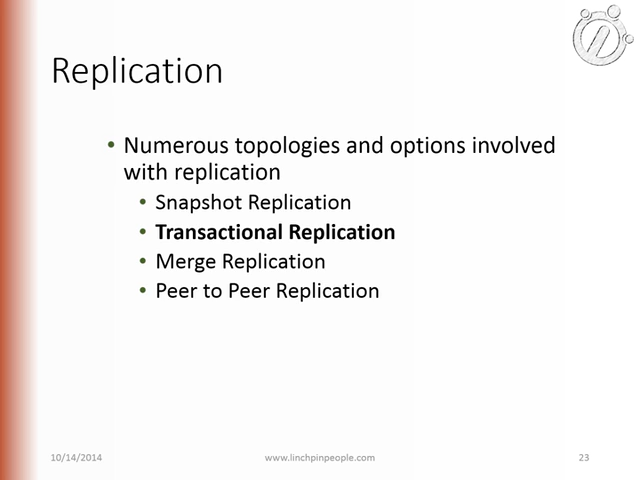 Replication
• Numerous topologies and options involved
with replication
• Snapshot Replication
• Transactional Replication
• Merge Replication
• Peer to Peer Replication
10/14/2014
www.linchpinpeople.com
23